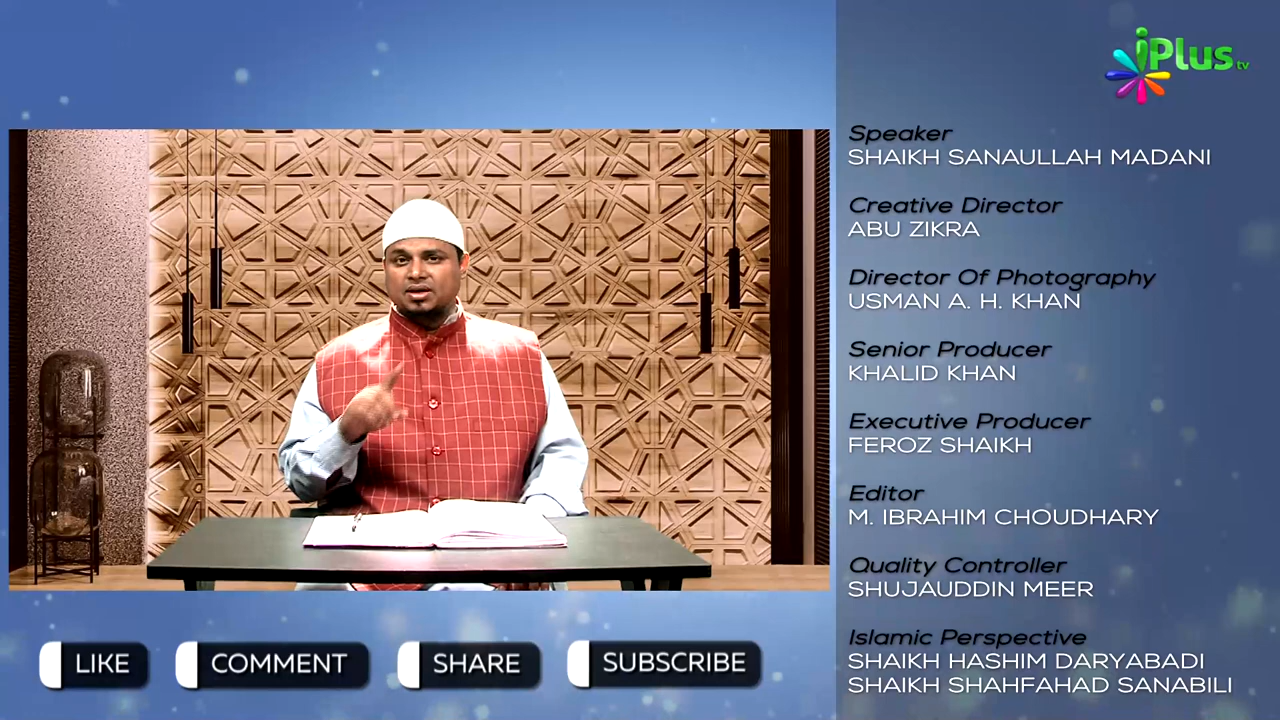 iPlus tv
Speaker
SHAIKH SANAULLAH MADANI
Creative Director
ABU ZIKRA
Director Of Photography
USMAN A. H. KHAN
Senior Producer
KHALID KHAN
Executive Producer
FEROZ SHAIKH
Editor
M. IBRAHIM CHOUDHARY
Quality Controller
SHUJAUDDIN MEER
Islamic Perspective
SHAIKH HASHIM DARYABADI
SHAIKH SHAHFAHAD SANABILI
LIKE COMMENT SHARE SUBSCRIBE